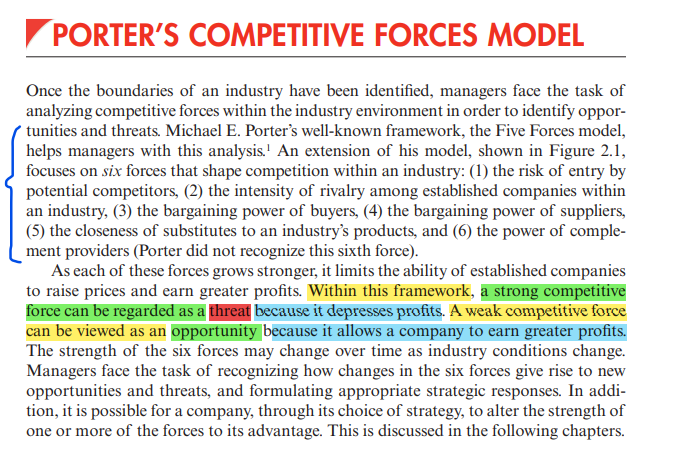 PORTER'S COMPETITIVE FORCES MODEL
Once the boundaries of an industry have been identified, managers face the task of
analyzing competitive forces within the industry environment in order to identify oppor-
tunities and threats. Michael E. Porter's well-known framework, the Five Forces model,
helps managers with this analysis.¹ An extension of his model, shown in Figure 2.1,
focuses on six forces that shape competition within an industry: (1) the risk of entry by
potential competitors, (2) the intensity of rivalry among established companies within
an industry, (3) the bargaining power of buyers, (4) the bargaining power of suppliers,
(5) the closeness of substitutes to an industry's products, and (6) the power of comple-
ment providers (Porter did not recognize this sixth force).
As each of these forces grows stronger, it limits the ability of established companies
to raise prices and earn greater profits. Within this framework, a strong competitive
force can be regarded as a threat because it depresses profits. A weak competitive force
can be viewed as an opportunity because it allows a company to earn greater profits.
The strength of the six forces may change over time as industry conditions change.
Managers face the task of recognizing how changes in the six forces give rise to new
opportunities and threats, and formulating appropriate strategic responses. In addi-
tion, it is possible for a company, through its choice of strategy, to alter the strength of
one or more of the forces to its advantage. This is discussed in the following chapters.